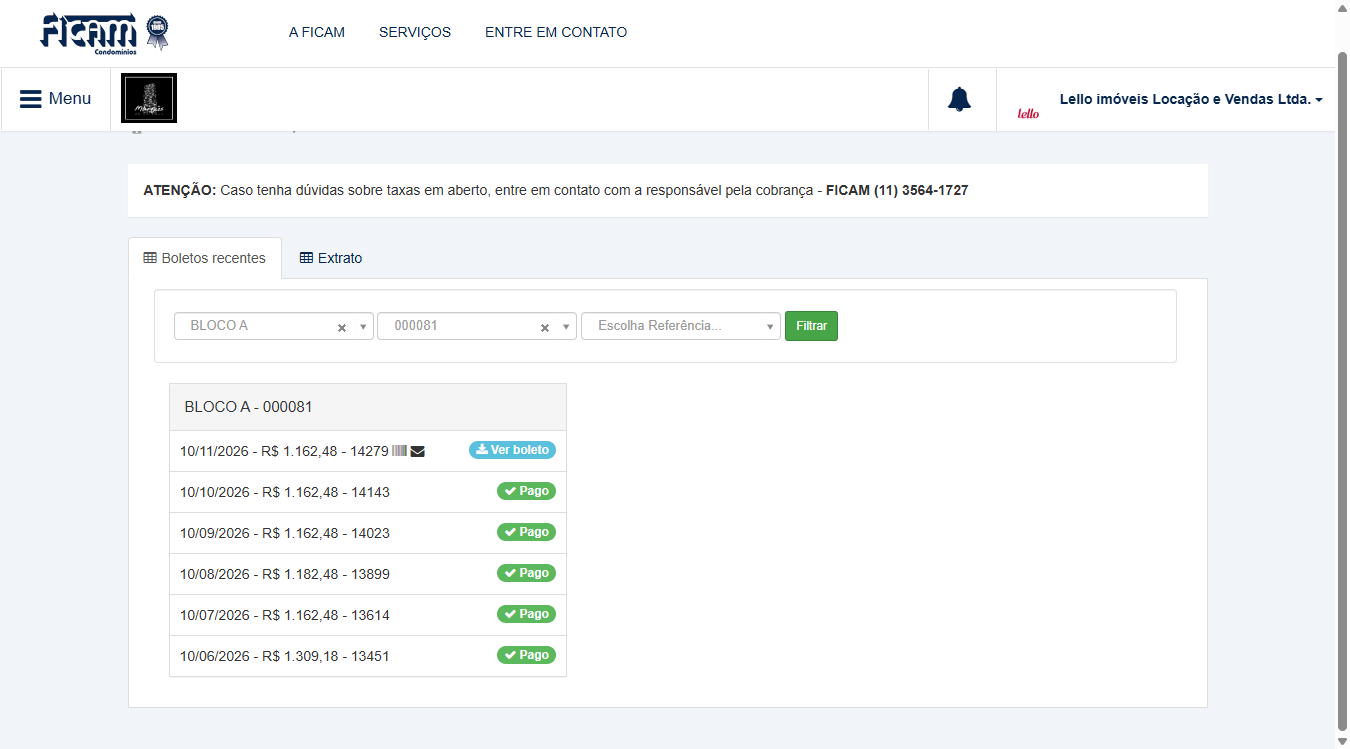 FICAM
Condomínios
1985
A FICAM SERVIÇOS ENTRE EM CONTATO
Menu
lello
Lello imóveis Locação e Vendas Ltda.
ATENÇÃO: Caso tenha dúvidas sobre taxas em aberto, entre em contato com a responsável pela cobrança - FICAM (11) 3564-1727
Boletos recentes Extrato
BLOCO A × 000081 × Escolha Referência... Filtrar
BLOCO A - 000081
10/11/2026 - R$ 1.162,48 - 14279 Ver boleto
10/10/2026 - R$ 1.162,48 - 14143 Pago
10/09/2026 - R$ 1.162,48 - 14023 Pago
10/08/2026 - R$ 1.182,48 - 13899 Pago
10/07/2026 - R$ 1.162,48 - 13614 Pago
10/06/2026 - R$ 1.309,18 - 13451 Pago